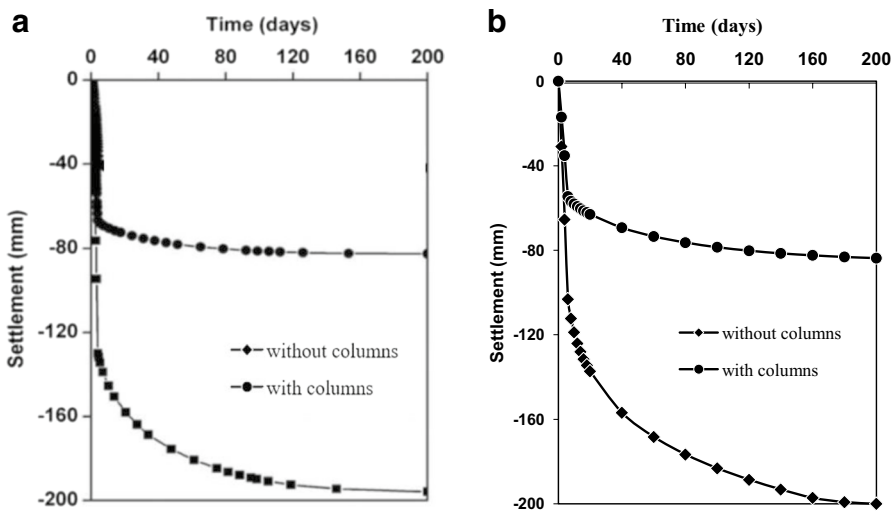 a
Time (days)
0 40 80 120 160 200
0
-40
-80
-120
-160
-200
Settlement (mm)
without columns
with columns
b
Time (days)
0 40 80 120 160 200
0
-40
-80
-120
-160
-200
Settlement (mm)
without columns
with columns